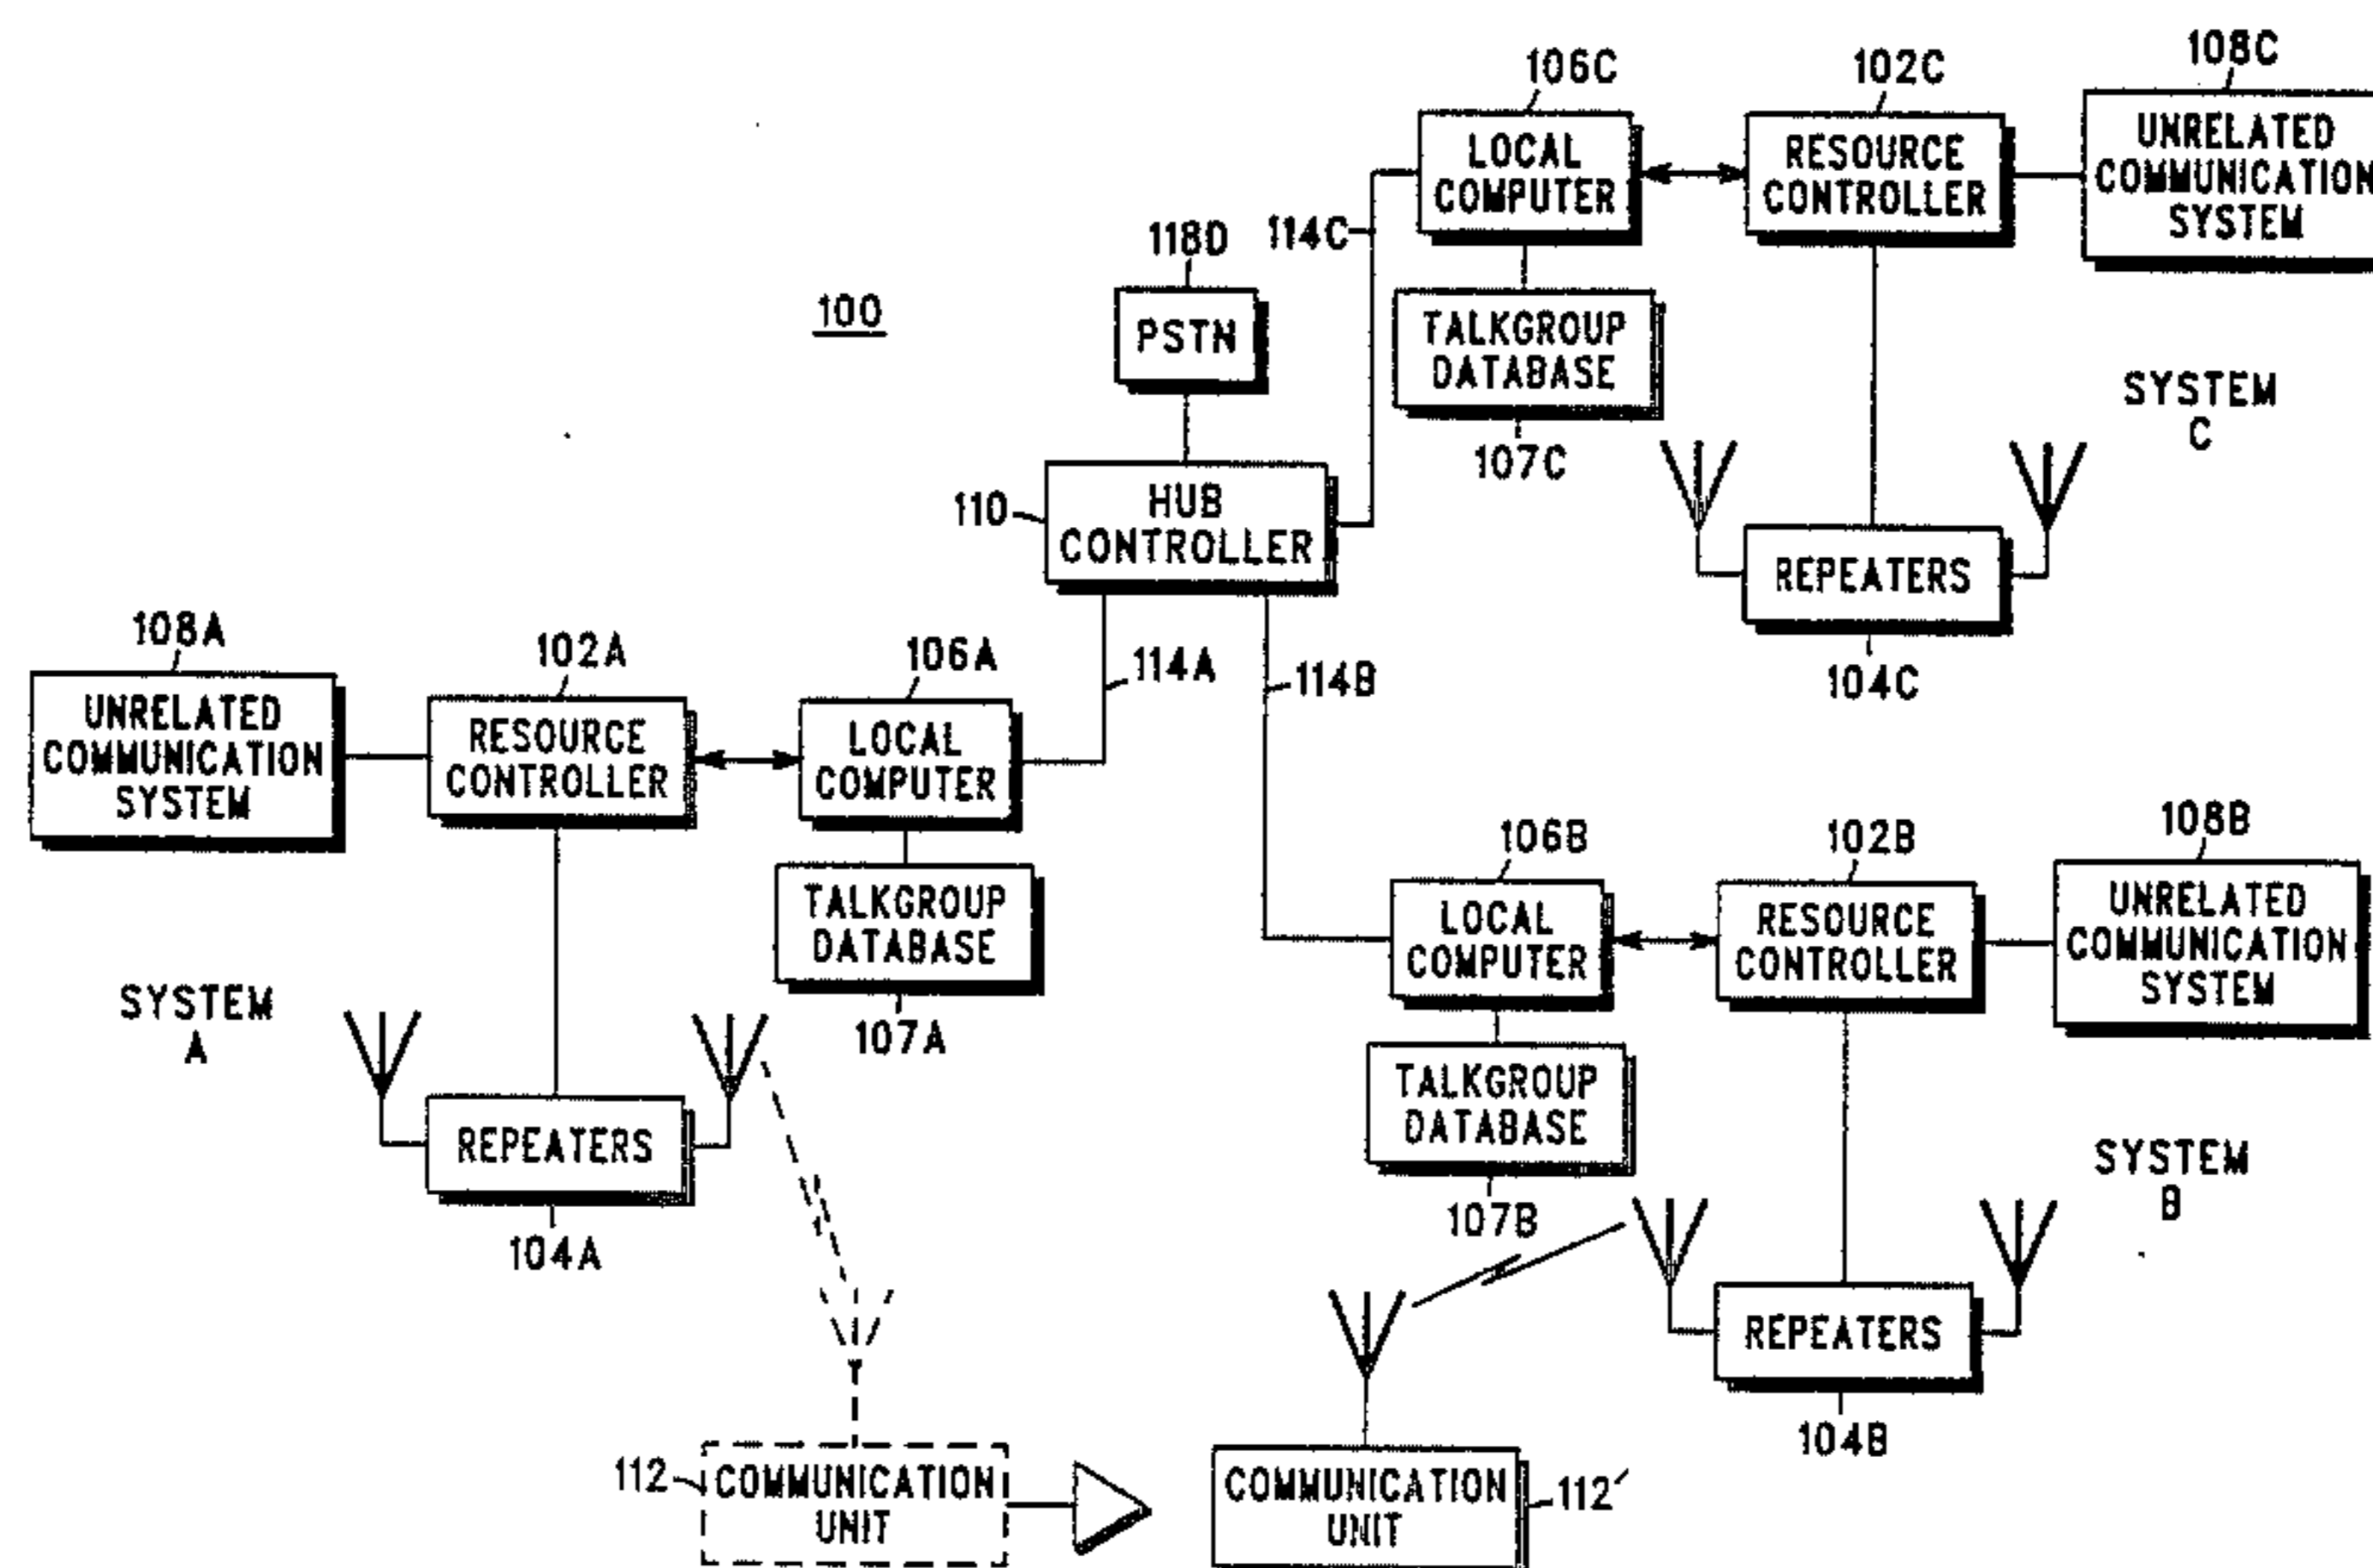 106C
102C
108C
LOCAL
COMPUTER
RESOURCE
CONTROLLER
UNRELATED
COMMUNICATION
SYSTEM
118D
114C
100
PSTN
TALKGROUP
DATABASE
SYSTEM
C
107C
110
HUB
CONTROLLER
REPEATERS
104C
108A
102A
106A
114A
114B
UNRELATED
COMMUNICATION
SYSTEM
RESOURCE
CONTROLLER
LOCAL
COMPUTER
106B
102B
108B
TALKGROUP
DATABASE
LOCAL
COMPUTER
RESOURCE
CONTROLLER
UNRELATED
COMMUNICATION
SYSTEM
SYSTEM
A
107A
TALKGROUP
DATABASE
REPEATERS
SYSTEM
B
107B
104A
REPEATERS
104B
112
COMMUNICATION
UNIT
COMMUNICATION
UNIT
112′